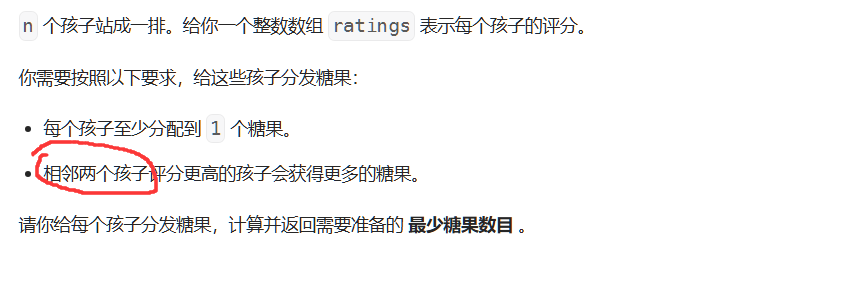 n 个孩子站成一排。给你一个整数数组 ratings 表示每个孩子的评分。
你需要按照以下要求，给这些孩子分发糖果：
• 每个孩子至少分配到 1 个糖果。
• 相邻两个孩子评分更高的孩子会获得更多的糖果。
请你给每个孩子分发糖果，计算并返回需要准备的 最少糖果数目 。